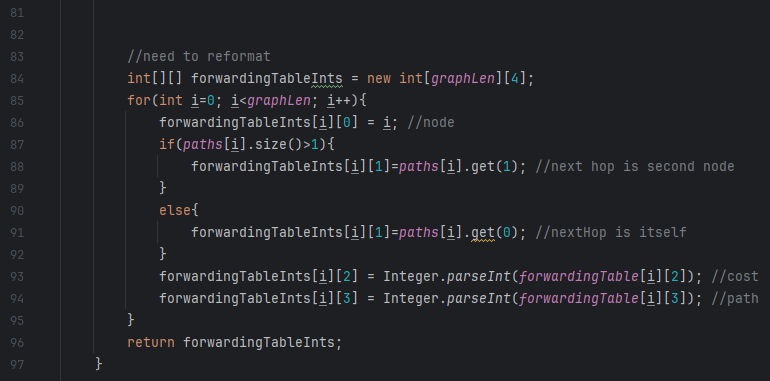 81
82
83 //need to reformat
84 int[][] forwardingTableInts = new int[graphLen][4];
85 for(int i=0; i<graphLen; i++){
86 forwardingTableInts[i][0] = i; //node
87 if(paths[i].size()>1){
88 forwardingTableInts[i][1]=paths[i].get(1); //next hop is second node
89 }
90 else{
91 forwardingTableInts[i][1]=paths[i].get(0); //nextHop is itself
92 }
93 forwardingTableInts[i][2] = Integer.parseInt(forwardingTable[i][2]); //cost
94 forwardingTableInts[i][3] = Integer.parseInt(forwardingTable[i][3]); //path
95 }
96 return forwardingTableInts;
97 }